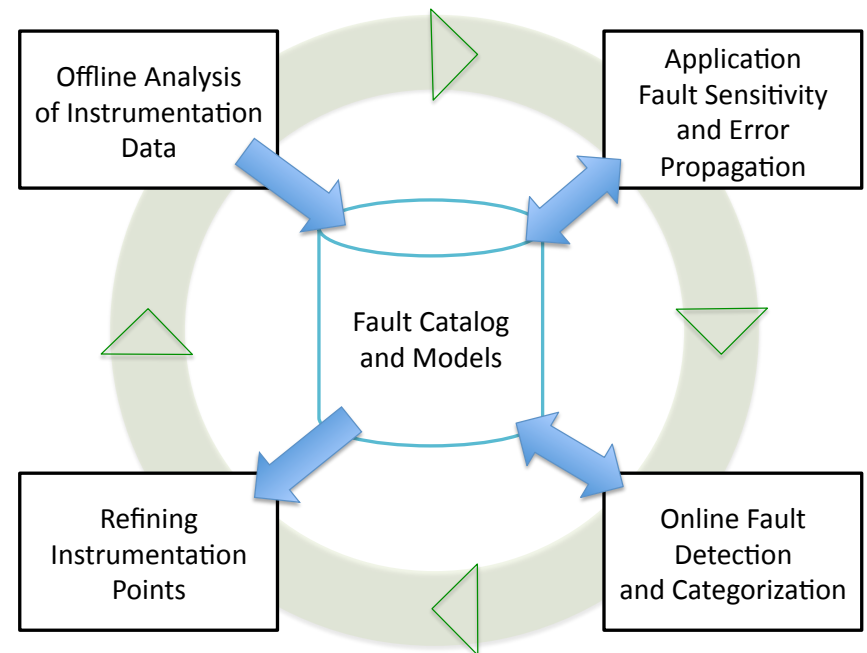 Offline Analysis
of Instrumentation
Data
Application
Fault Sensitivity
and Error
Propagation
Fault Catalog
and Models
Refining
Instrumentation
Points
Online Fault
Detection
and Categorization